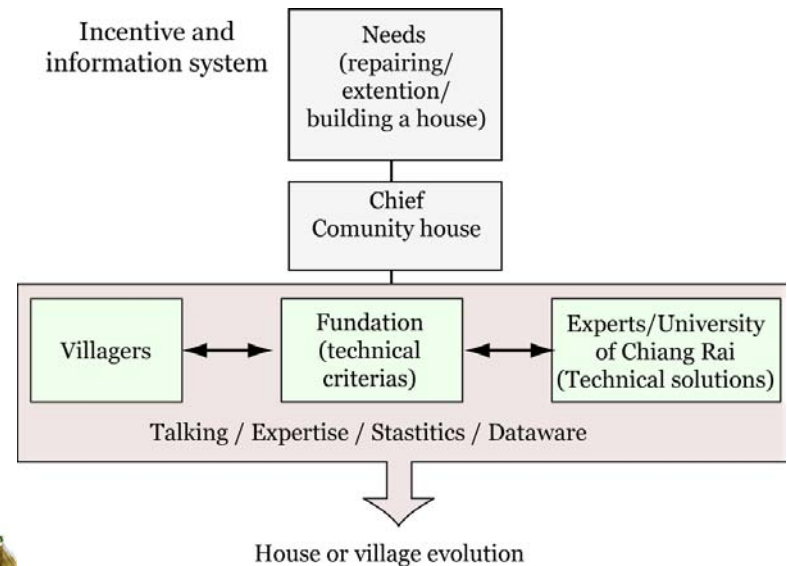 Incentive and
information system
Needs
(repairing/
extention/
building a house)
Chief
Comunity house
Villagers
Fundation
(technical
criterias)
Experts/University
of Chiang Rai
(Technical solutions)
Talking / Expertise / Stastitics / Dataware
House or village evolution